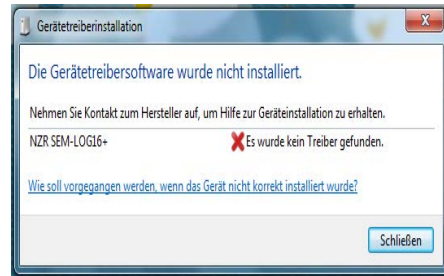 Gerätetreiberinstallation
Die Gerätetreibersoftware wurde nicht installiert.
Nehmen Sie Kontakt zum Hersteller auf, um Hilfe zur Geräteinstallation zu erhalten.
NZR SEM-LOG16+ Es wurde kein Treiber gefunden.
Wie soll vorgegangen werden, wenn das Gerät nicht korrekt installiert wurde?
Schließen